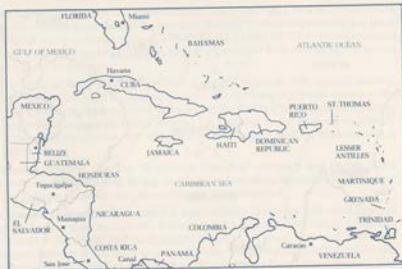 FLORIDA
Miami
GULF OF MEXICO
BAHAMAS
ATLANTIC OCEAN
Havana
CUBA
MEXICO
PUERTO
RICO
ST. THOMAS
BELIZE
GUATEMALA
JAMAICA
HAITI
DOMINICAN
REPUBLIC
LESSER
ANTILLES
HONDURAS
Tegucigalpa
CARIBBEAN SEA
MARTINIQUE
GRENADA
EL
SALVADOR
Managua
NICARAGUA
COLOMBIA
TRINIDAD
COSTA RICA
Caracas
San Jose
Canal
PANAMA
VENEZUELA